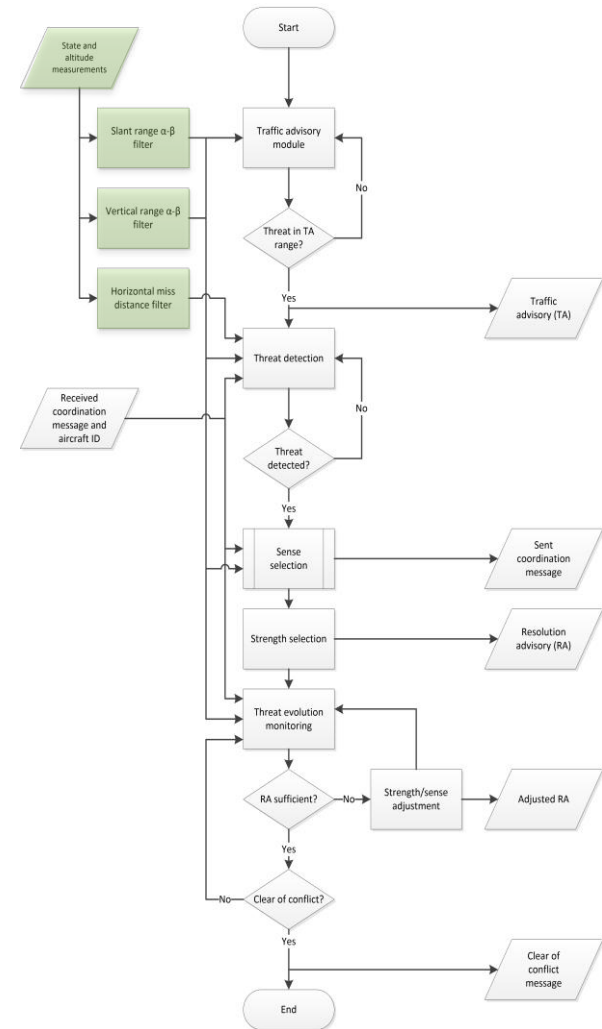 State and
altitude
measurements
Start
Slant range α-β
filter
Traffic advisory
module
No
Vertical range α-β
filter
Threat in TA
range?
Yes
Horizontal miss
distance filter
Traffic
advisory (TA)
Threat detection
Received
coordination
message and
aircraft ID
No
Threat
detected?
Yes
Sense
selection
Sent
coordination
message
Strength selection
Resolution
advisory (RA)
Threat evolution
monitoring
RA sufficient?
No
Strength/sense
adjustment
Adjusted RA
Yes
No
Clear of conflict?
Yes
Clear of
conflict
message
End